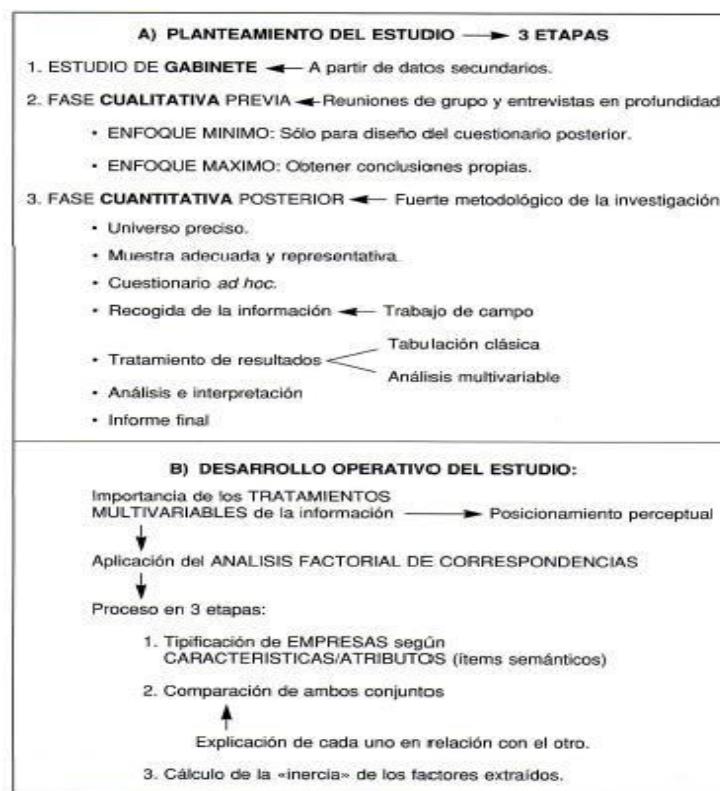 A) PLANTEAMIENTO DEL ESTUDIO → 3 ETAPAS
1. ESTUDIO DE GABINETE ← A partir de datos secundarios.
2. FASE CUALITATIVA PREVIA ← Reuniones de grupo y entrevistas en profundidad
• ENFOQUE MINIMO: Sólo para diseño del cuestionario posterior.
• ENFOQUE MAXIMO: Obtener conclusiones propias.
3. FASE CUANTITATIVA POSTERIOR ← Fuerte metodológico de la investigación
• Universo preciso.
• Muestra adecuada y representativa.
• Cuestionario ad hoc.
• Recogida de la información ← Trabajo de campo
Tabulación clásica
• Tratamiento de resultados
Análisis multivariable
• Análisis e interpretación
• Informe final
B) DESARROLLO OPERATIVO DEL ESTUDIO:
Importancia de los TRATAMIENTOS
MULTIVARIABLES de la información → Posicionamiento perceptual
Aplicación del ANALISIS FACTORIAL DE CORRESPONDENCIAS
Proceso en 3 etapas:
1. Tipificación de EMPRESAS según
CARACTERISTICAS/ATRIBUTOS (ítems semánticos)
2. Comparación de ambos conjuntos
Explicación de cada uno en relación con el otro.
3. Cálculo de la «inercia» de los factores extraídos.